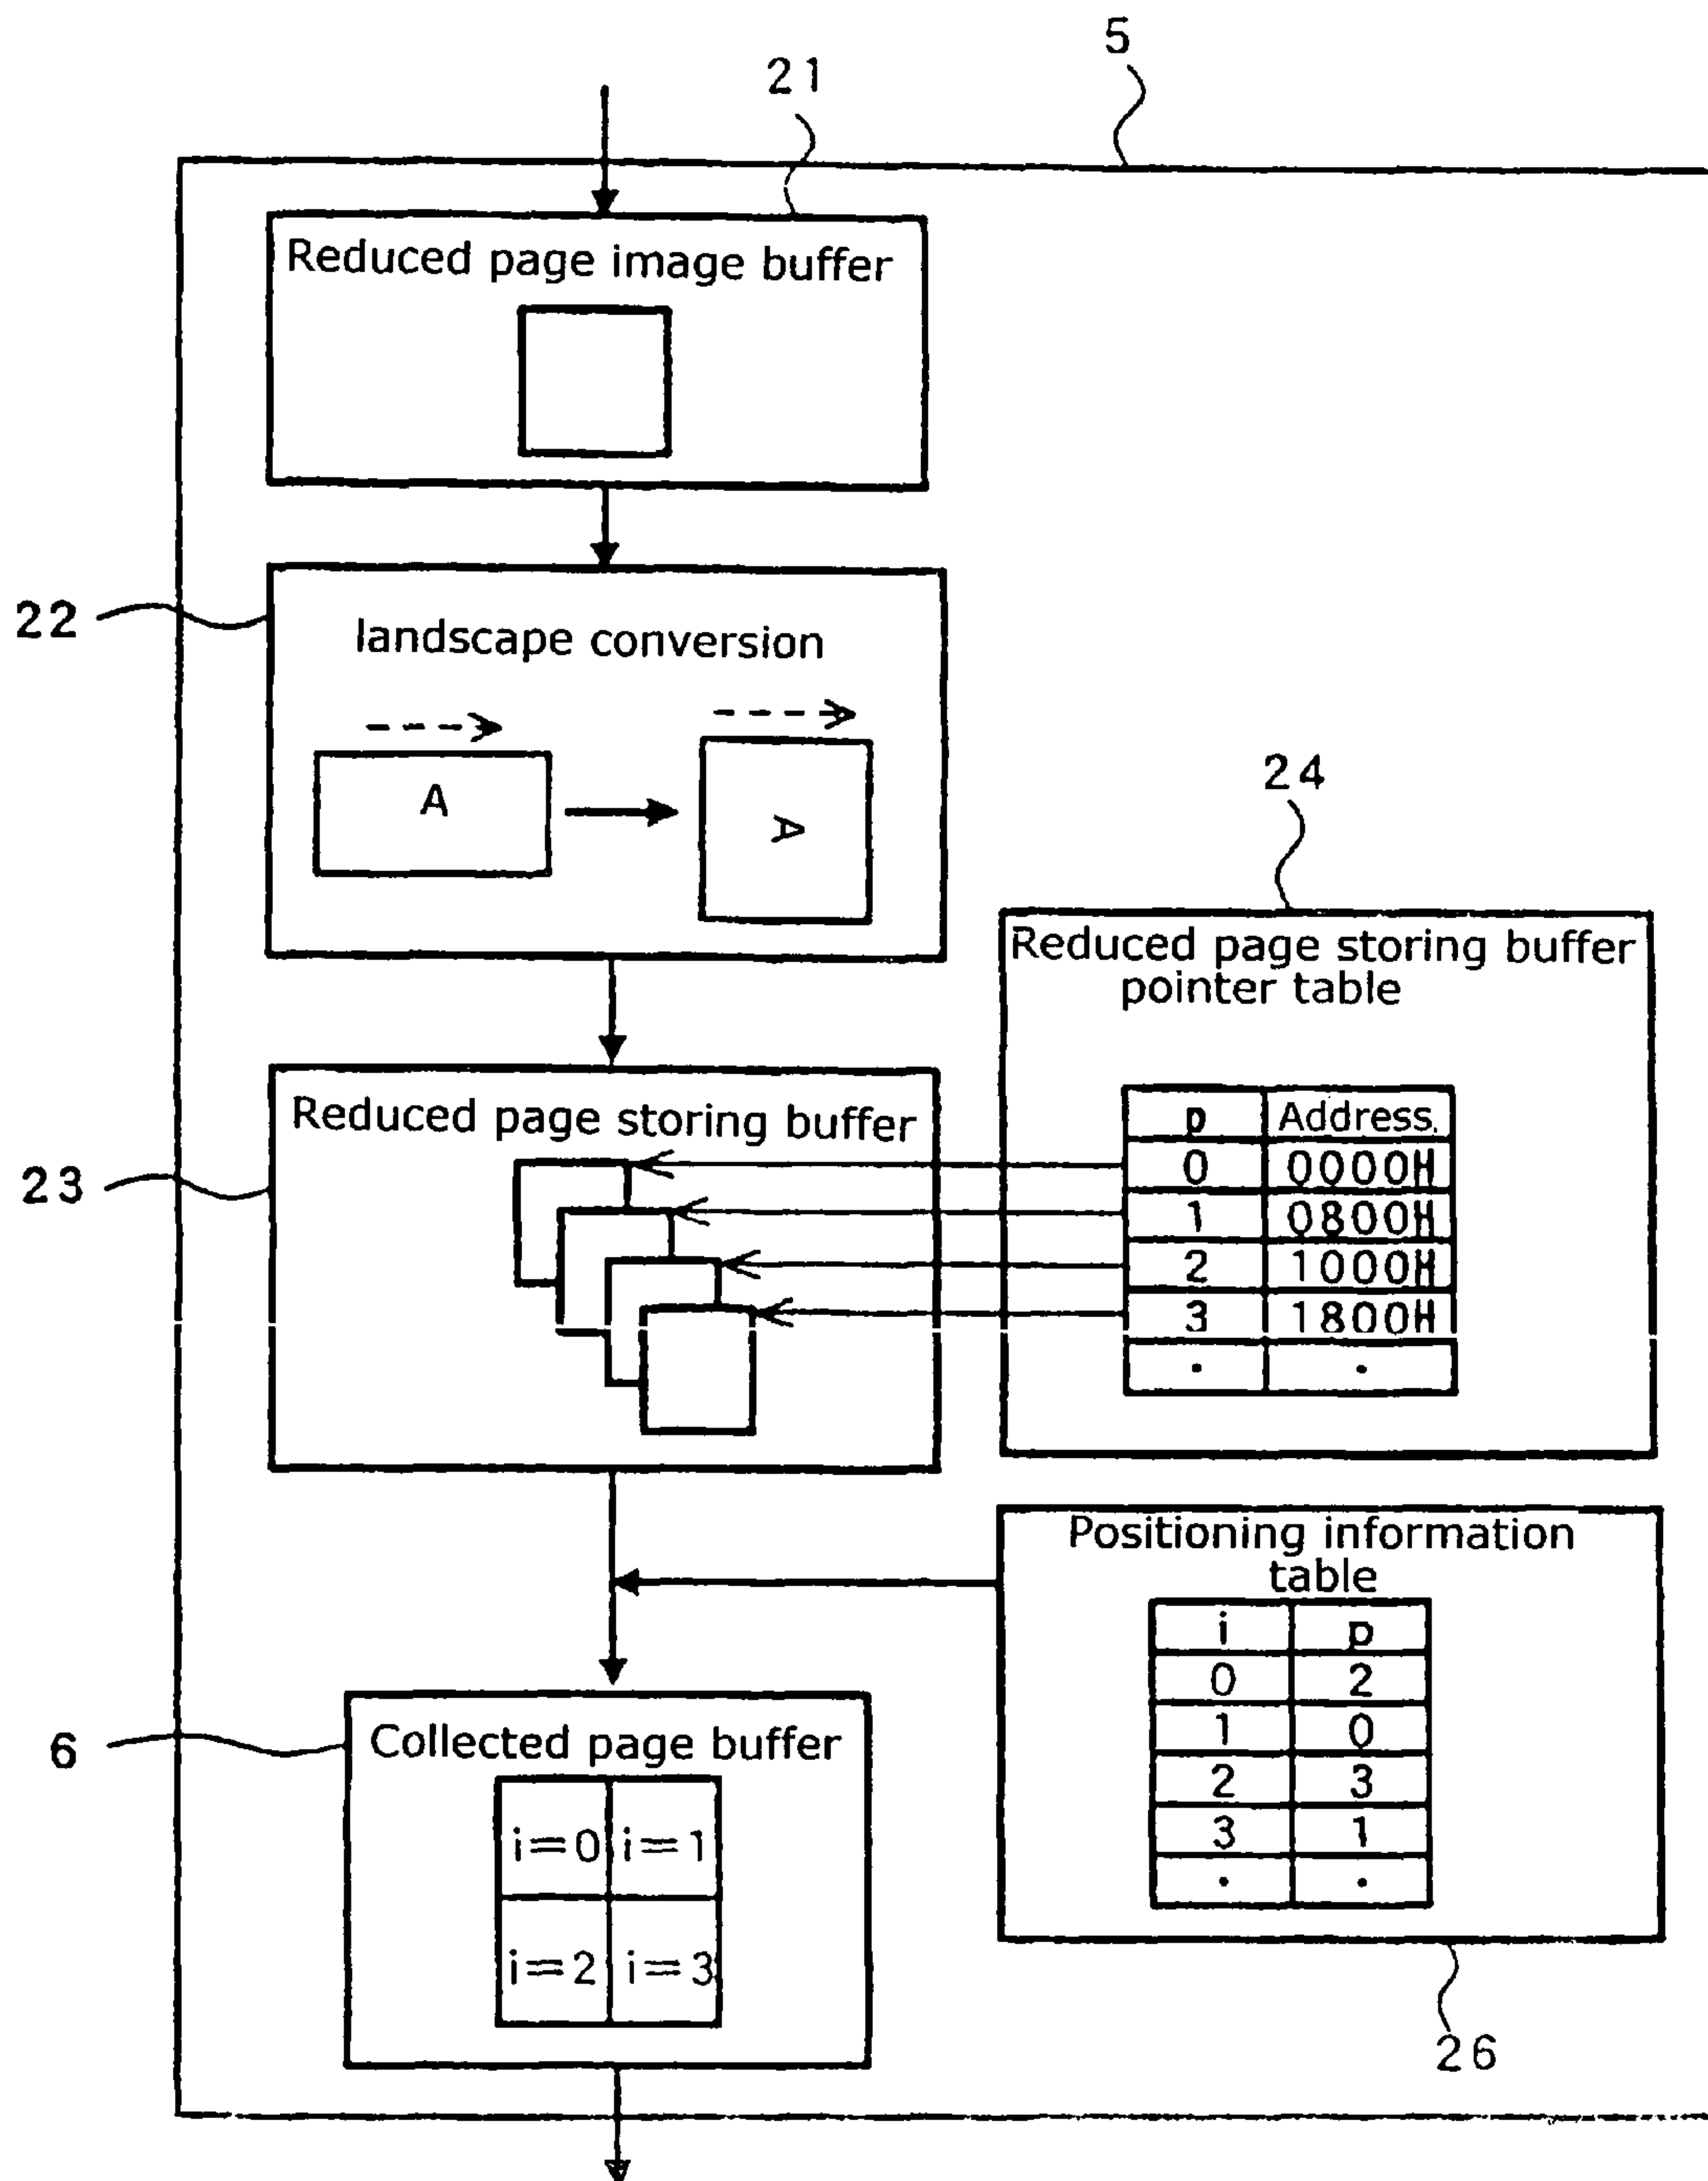 5
21
Reduced page image buffer
22
landscape conversion
A
A
24
Reduced page storing buffer
pointer table
p Address
0 0000H
1 0800H
2 1000H
3 1800H
· ·
23
Reduced page storing buffer
Positioning information
table
i p
0 2
1 0
2 3
3 1
· ·
26
6
Collected page buffer
i=0 i=1
i=2 i=3